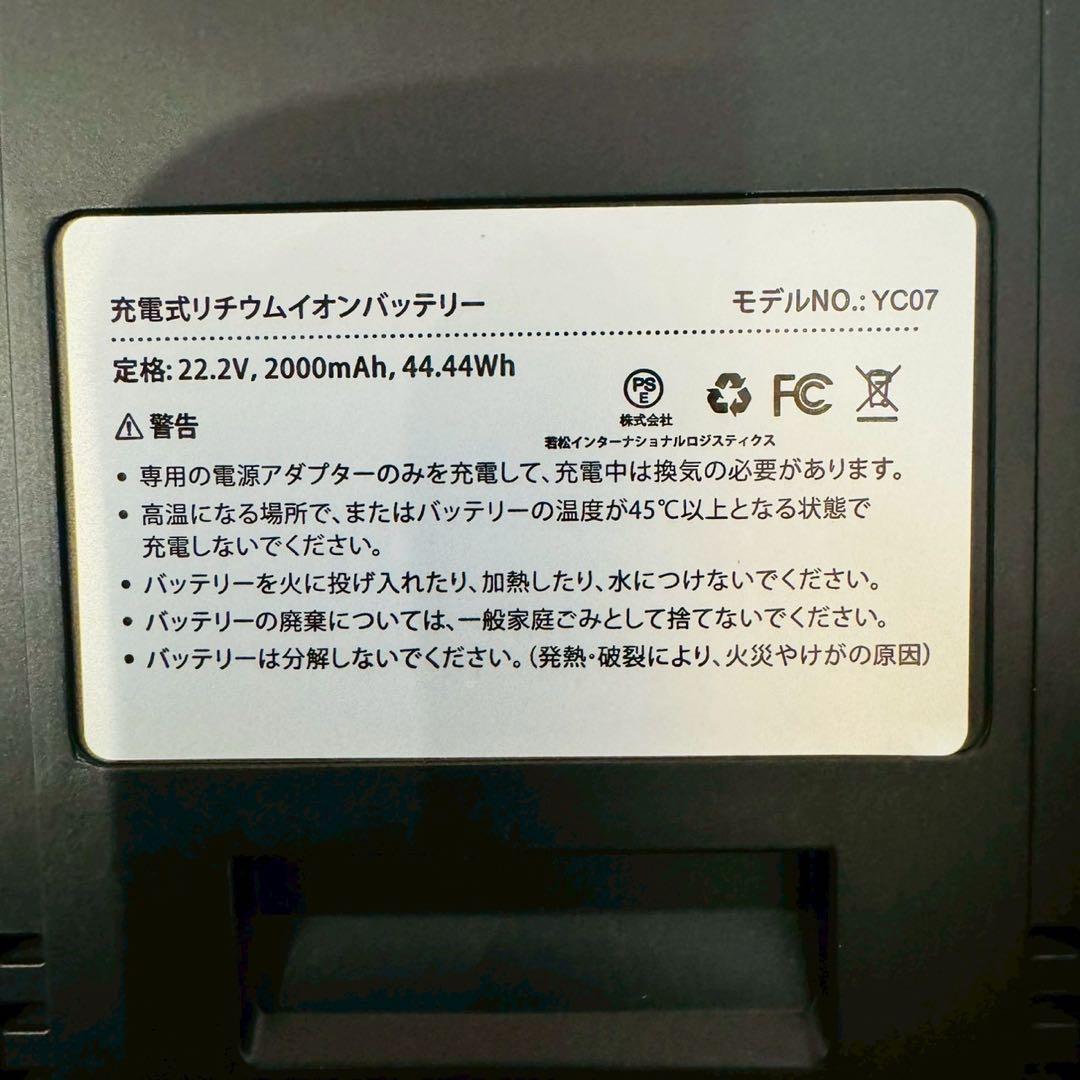 充電式リチウムイオンバッテリー モデルNO.: YC07
定格: 22.2V, 2000mAh, 44.44Wh
PS
E
FC
株式会社
若松インターナショナルロジスティクス
⚠ 警告
• 専用の電源アダプターのみを充電して、充電中は換気の必要があります。
• 高温になる場所で、またはバッテリーの温度が45℃以上となる状態で
充電しないでください。
• バッテリーを火に投げ入れたり、加熱したり、水につけないでください。
• バッテリーの廃棄については、一般家庭ごみとして捨てないでください。
• バッテリーは分解しないでください。(発熱・破裂により、火災やけがの原因)